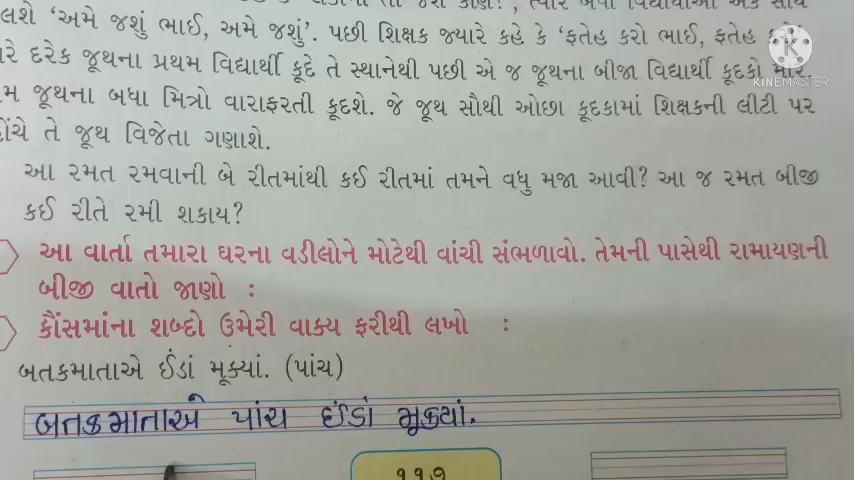 લશે ‘અમે જશું ભાઈ, અમે જશું’. પછી શિક્ષક જ્યારે કહે કે ‘ફતેહ કરો ભાઈ, ફતેહ
રે દરેક જૂથના પ્રથમ વિદ્યાર્થી કૂદે તે સ્થાનેથી પછી એ જ જૂથના બીજા વિદ્યાર્થી કૂદકો મારે.
મ જૂથના બધા મિત્રો વારાફરતી કૂદશે. જે જૂથ સૌથી ઓછા કૂદકામાં શિક્ષકની લીટી પર
હોંચે તે જૂથ વિજેતા ગણાશે.
આ રમત રમવાની બે રીતમાંથી કઈ રીતમાં તમને વધુ મજા આવી? આ જ રમત બીજી
કઈ રીતે રમી શકાય?
આ વાર્તા તમારા ઘરના વડીલોને મોટેથી વાંચી સંભળાવો. તેમની પાસેથી રામાયણની
બીજી વાતો જાણો :
કૌંસમાંના શબ્દો ઉમેરી વાક્ય ફરીથી લખો :
બતકમાતાએ ઈંડાં મૂક્યાં. (પાંચ)
બતકમાતાએ પાંચ ઈંડાં મૂકયાં.
૧૧૭
KINEMASTER